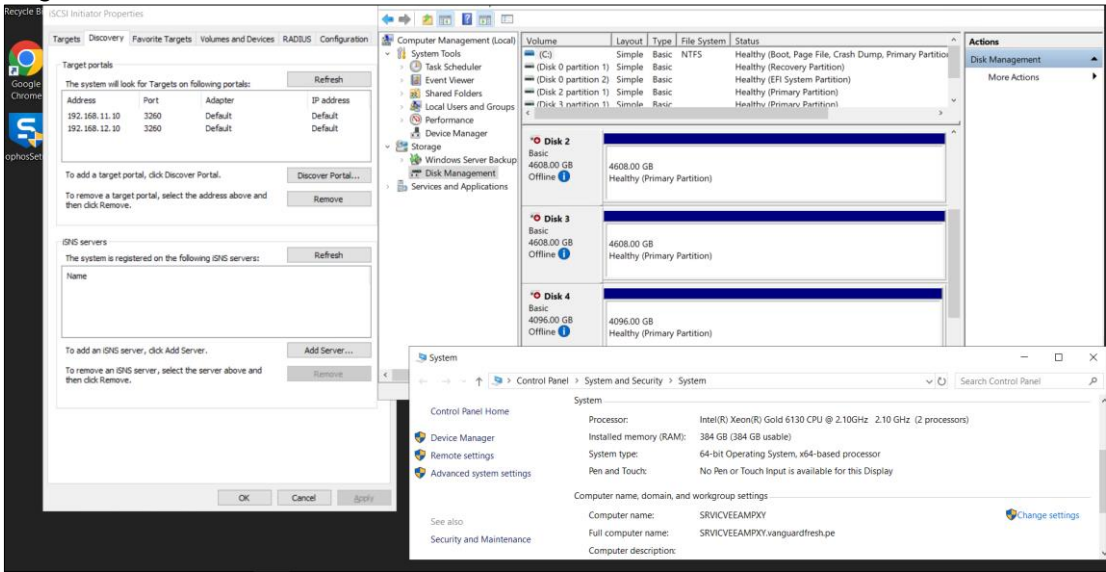 Recycle B
Google
Chrome
ophosSet
iSCSI Initiator Properties
Targets Discovery Favorite Targets Volumes and Devices RADIUS Configuration
Target portals
The system will look for Targets on following portals:
Refresh
Address Port Adapter IP address
192.168.11.10 3260 Default Default
192.168.12.10 3260 Default Default
To add a target portal, click Discover Portal.
Discover Portal...
To remove a target portal, select the address above and
then click Remove.
Remove
iSNS servers
The system is registered on the following iSNS servers:
Refresh
Name
To add an iSNS server, click Add Server.
Add Server...
To remove an iSNS server, select the server above and
then click Remove.
Remove
OK Cancel Apply
Computer Management (Local)
System Tools
Task Scheduler
Event Viewer
Shared Folders
Local Users and Groups
Performance
Device Manager
Storage
Windows Server Backup
Disk Management
Services and Applications
Volume Layout Type File System Status
(C:) Simple Basic NTFS Healthy (Boot, Page File, Crash Dump, Primary Partitio
(Disk 0 partition 1) Simple Basic Healthy (Recovery Partition)
(Disk 0 partition 2) Simple Basic Healthy (EFI System Partition)
(Disk 2 partition 1) Simple Basic Healthy (Primary Partition)
(Disk 3 partition 1) Simple Basic Healthy (Primary Partition)
Disk 2
Basic
4608.00 GB
Offline
4608.00 GB
Healthy (Primary Partition)
Disk 3
Basic
4608.00 GB
Offline
4608.00 GB
Healthy (Primary Partition)
Disk 4
Basic
4096.00 GB
Offline
4096.00 GB
Healthy (Primary Partition)
Actions
Disk Management
More Actions
System
Control Panel > System and Security > System
Search Control Panel
Control Panel Home
Device Manager
Remote settings
Advanced system settings
See also
Security and Maintenance
System
Processor: Intel(R) Xeon(R) Gold 6130 CPU @ 2.10GHz 2.10 GHz (2 processors)
Installed memory (RAM): 384 GB (384 GB usable)
System type: 64-bit Operating System, x64-based processor
Pen and Touch: No Pen or Touch Input is available for this Display
Computer name, domain, and workgroup settings
Computer name: SRVICVEEAMPXY
Change settings
Full computer name: SRVICVEEAMPXY.vanguardfresh.pe
Computer description: